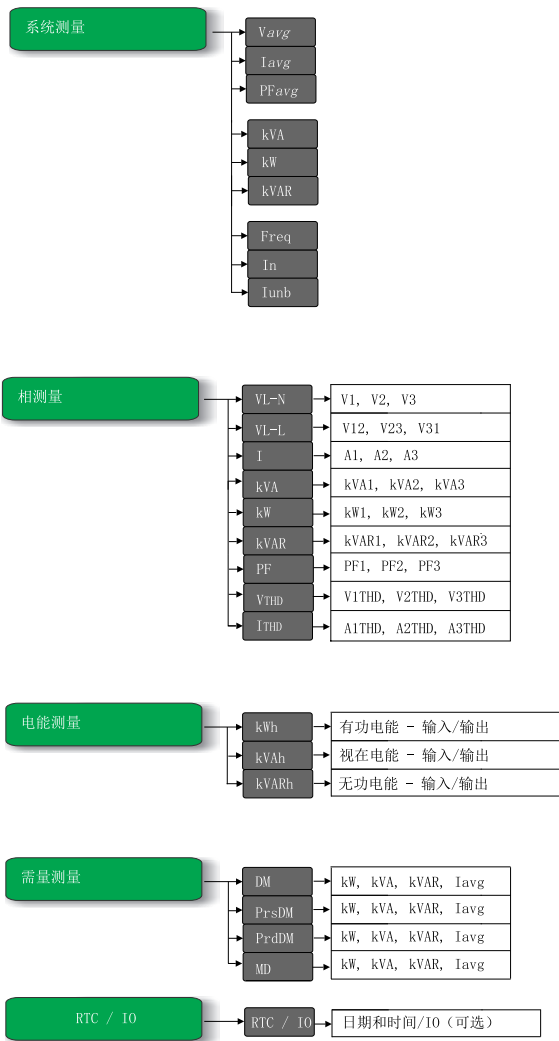 系统测量
Vavg
Iavg
PFavg
kVA
kW
kVAR
Freq
In
Iunb
相测量
VL-N V1, V2, V3
VL-L V12, V23, V31
I A1, A2, A3
kVA kVA1, kVA2, kVA3
kW kW1, kW2, kW3
kVAR kVAR1, kVAR2, kVAR3
PF PF1, PF2, PF3
VTHD V1THD, V2THD, V3THD
ITHD A1THD, A2THD, A3THD
电能测量
kWh 有功电能 - 输入/输出
kVAh 视在电能 - 输入/输出
kVARh 无功电能 - 输入/输出
需量测量
DM kW, kVA, kVAR, Iavg
PrsDM kW, kVA, kVAR, Iavg
PrdDM kW, kVA, kVAR, Iavg
MD kW, kVA, kVAR, Iavg
RTC / IO RTC / IO 日期和时间/IO（可选）